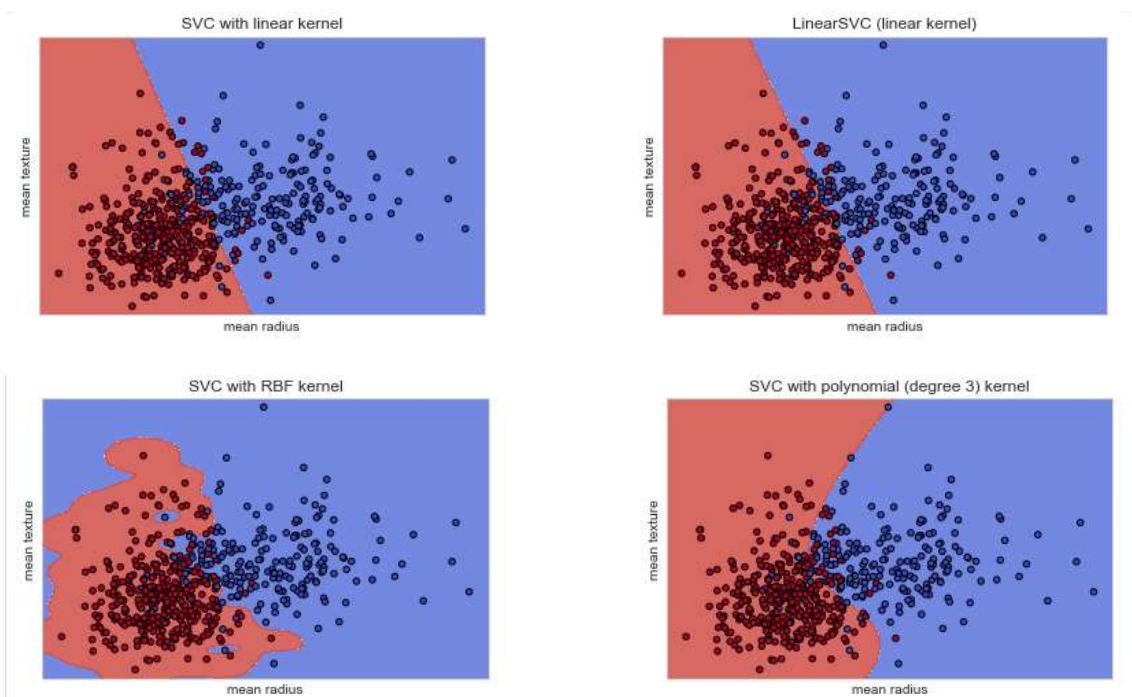 SVC with linear kernel
mean texture
mean radius
LinearSVC (linear kernel)
mean texture
mean radius
SVC with RBF kernel
mean texture
mean radius
SVC with polynomial (degree 3) kernel
mean texture
mean radius